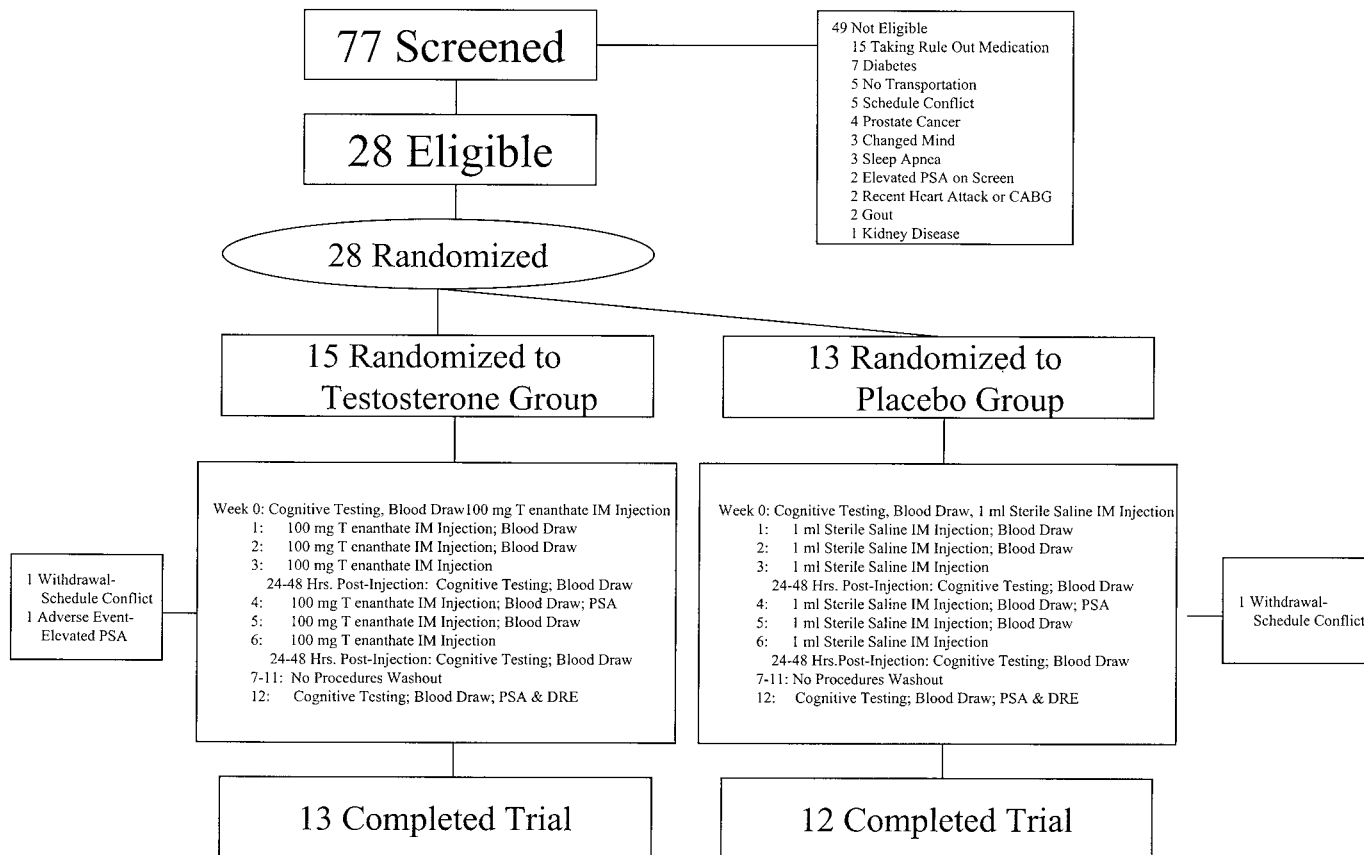 77 Screened
49 Not Eligible
15 Taking Rule Out Medication
7 Diabetes
5 No Transportation
5 Schedule Conflict
4 Prostate Cancer
3 Changed Mind
3 Sleep Apnea
2 Elevated PSA on Screen
2 Recent Heart Attack or CABG
2 Gout
1 Kidney Disease
28 Eligible
28 Randomized
15 Randomized to
Testosterone Group
13 Randomized to
Placebo Group
Week 0: Cognitive Testing, Blood Draw100 mg T enanthate IM Injection
1: 100 mg T enanthate IM Injection; Blood Draw
2: 100 mg T enanthate IM Injection; Blood Draw
3: 100 mg T enanthate IM Injection
24-48 Hrs. Post-Injection: Cognitive Testing; Blood Draw
4: 100 mg T enanthate IM Injection; Blood Draw; PSA
5: 100 mg T enanthate IM Injection; Blood Draw
6: 100 mg T enanthate IM Injection
24-48 Hrs. Post-Injection: Cognitive Testing; Blood Draw
7-11: No Procedures Washout
12: Cognitive Testing; Blood Draw; PSA & DRE
Week 0: Cognitive Testing, Blood Draw, 1 ml Sterile Saline IM Injection
1: 1 ml Sterile Saline IM Injection; Blood Draw
2: 1 ml Sterile Saline IM Injection; Blood Draw
3: 1 ml Sterile Saline IM Injection
24-48 Hrs. Post-Injection: Cognitive Testing; Blood Draw
4: 1 ml Sterile Saline IM Injection; Blood Draw; PSA
5: 1 ml Sterile Saline IM Injection; Blood Draw
6: 1 ml Sterile Saline IM Injection
24-48 Hrs.Post-Injection: Cognitive Testing; Blood Draw
7-11: No Procedures Washout
12: Cognitive Testing; Blood Draw; PSA & DRE
1 Withdrawal-
Schedule Conflict
1 Adverse Event-
Elevated PSA
1 Withdrawal-
Schedule Conflict
13 Completed Trial
12 Completed Trial